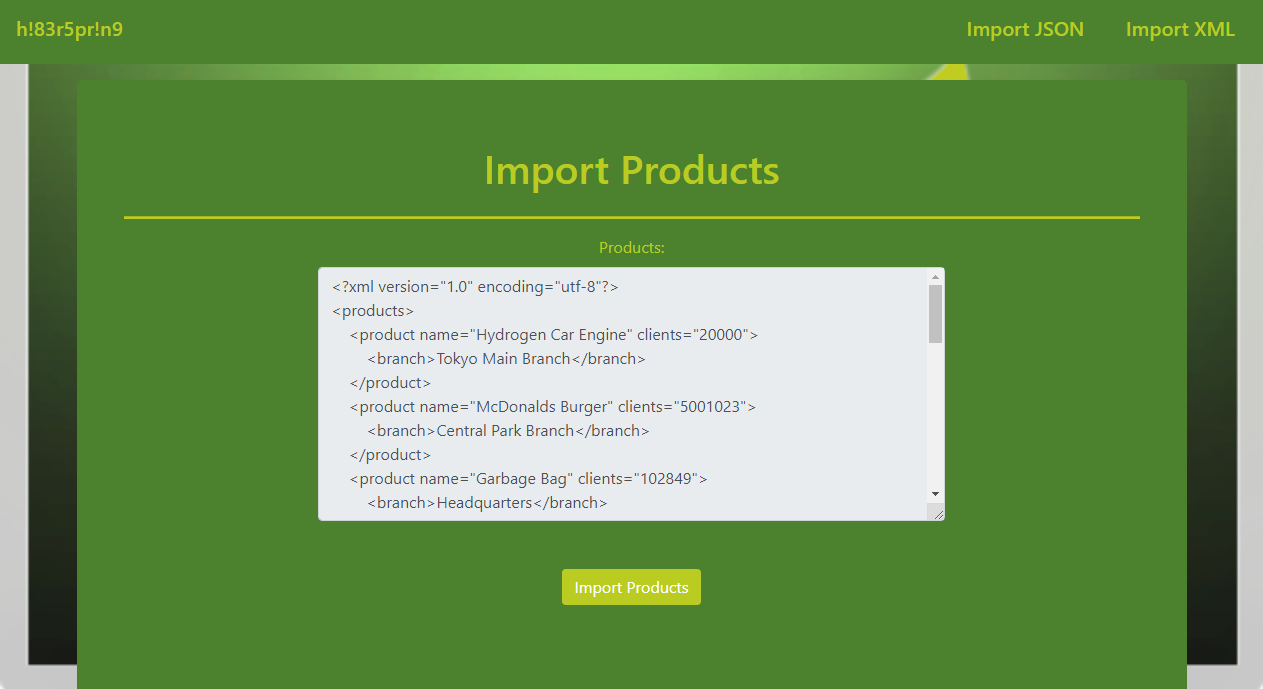 h!83r5pr!n9 Import JSON Import XML
Import Products
Products:
<?xml version="1.0" encoding="utf-8"?>
<products>
<product name="Hydrogen Car Engine" clients="20000">
<branch>Tokyo Main Branch</branch>
</product>
<product name="McDonalds Burger" clients="5001023">
<branch>Central Park Branch</branch>
</product>
<product name="Garbage Bag" clients="102849">
<branch>Headquarters</branch>
Import Products